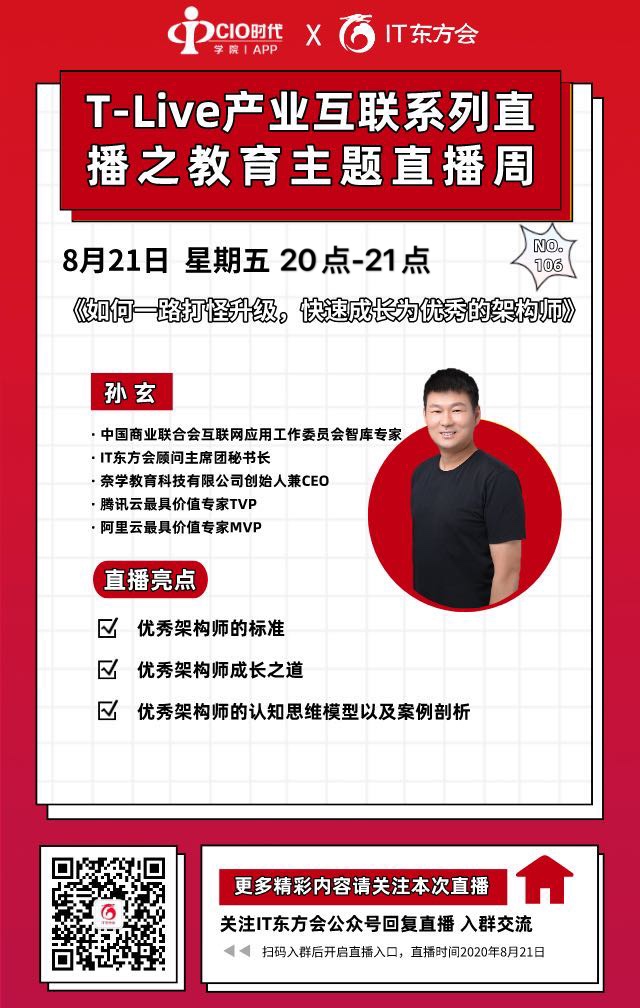 CIO时代
学院 | APP
X
IT东方会
T-Live产业互联系列直
播之教育主题直播周
8月21日 星期五 20点-21点
NO.
106
《如何一路打怪升级，快速成长为优秀的架构师》
孙玄
· 中国商业联合会互联网应用工作委员会智库专家
· IT东方会顾问主席团秘书长
· 奈学教育科技有限公司创始人兼CEO
· 腾讯云最具价值专家TVP
· 阿里云最具价值专家MVP
直播亮点
优秀架构师的标准
优秀架构师成长之道
优秀架构师的认知思维模型以及案例剖析
更多精彩内容请关注本次直播
关注IT东方会公众号回复直播 入群交流
扫码入群后开启直播入口，直播时间2020年8月21日
IT东方会